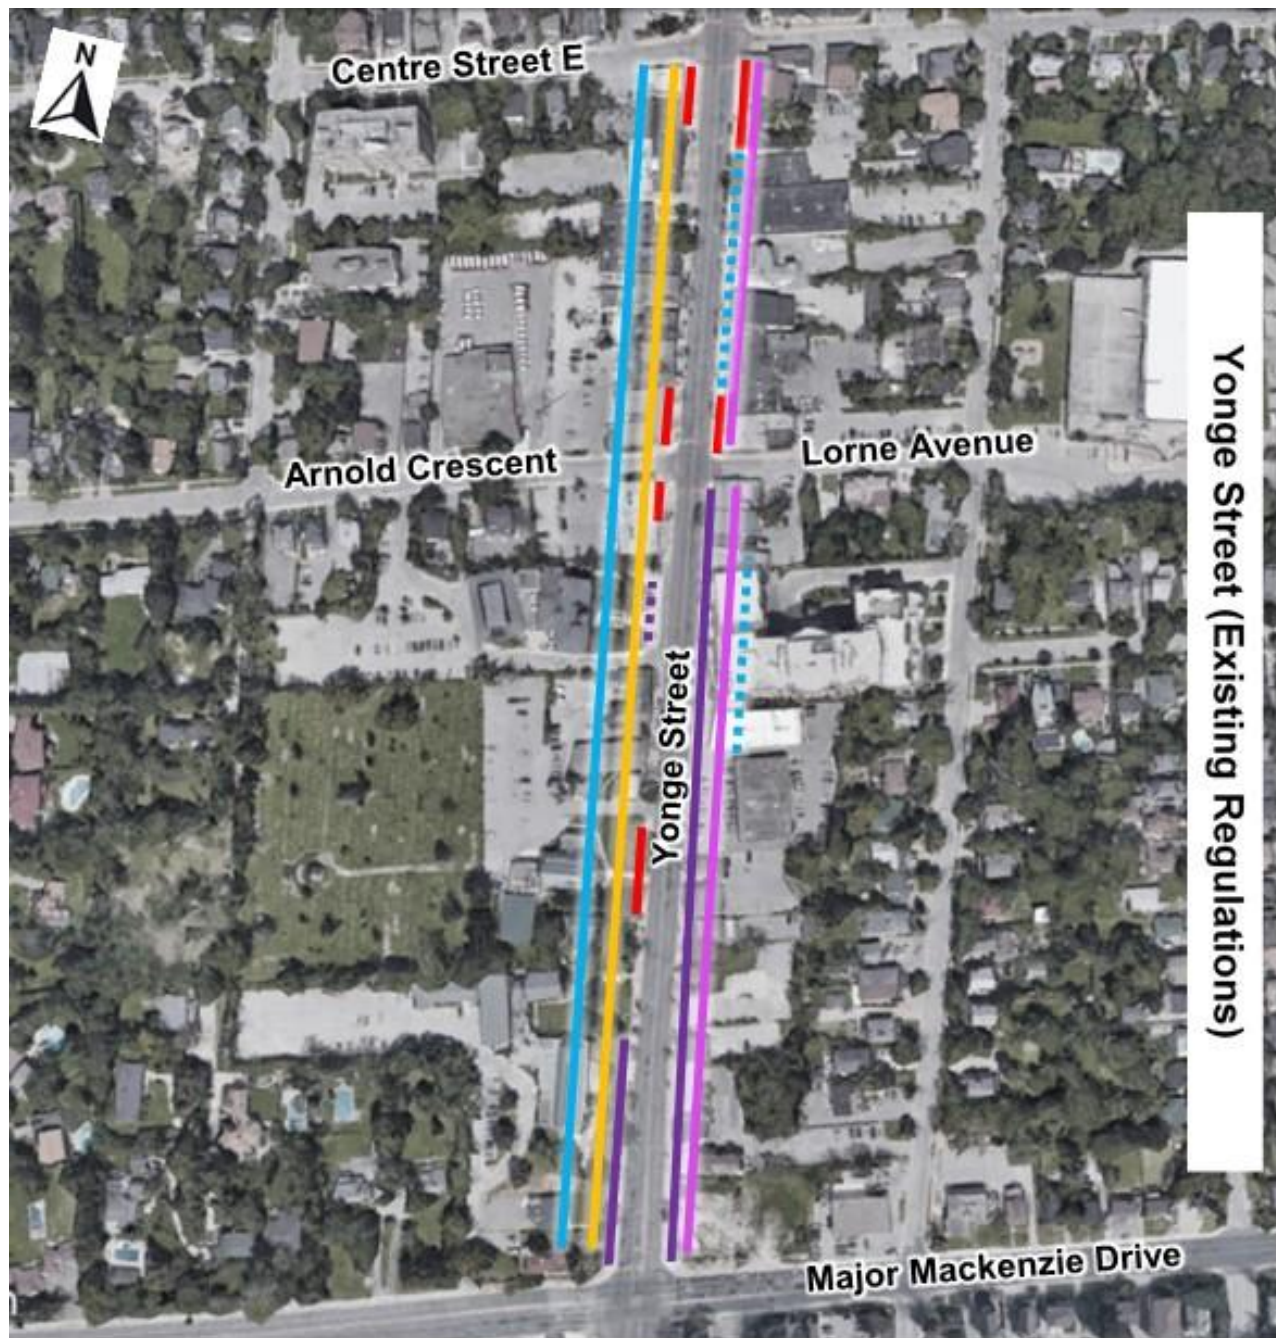 N
Centre Street E
Arnold Crescent
Lorne Avenue
Yonge Street
Yonge Street (Existing Regulations)
Major Mackenzie Drive